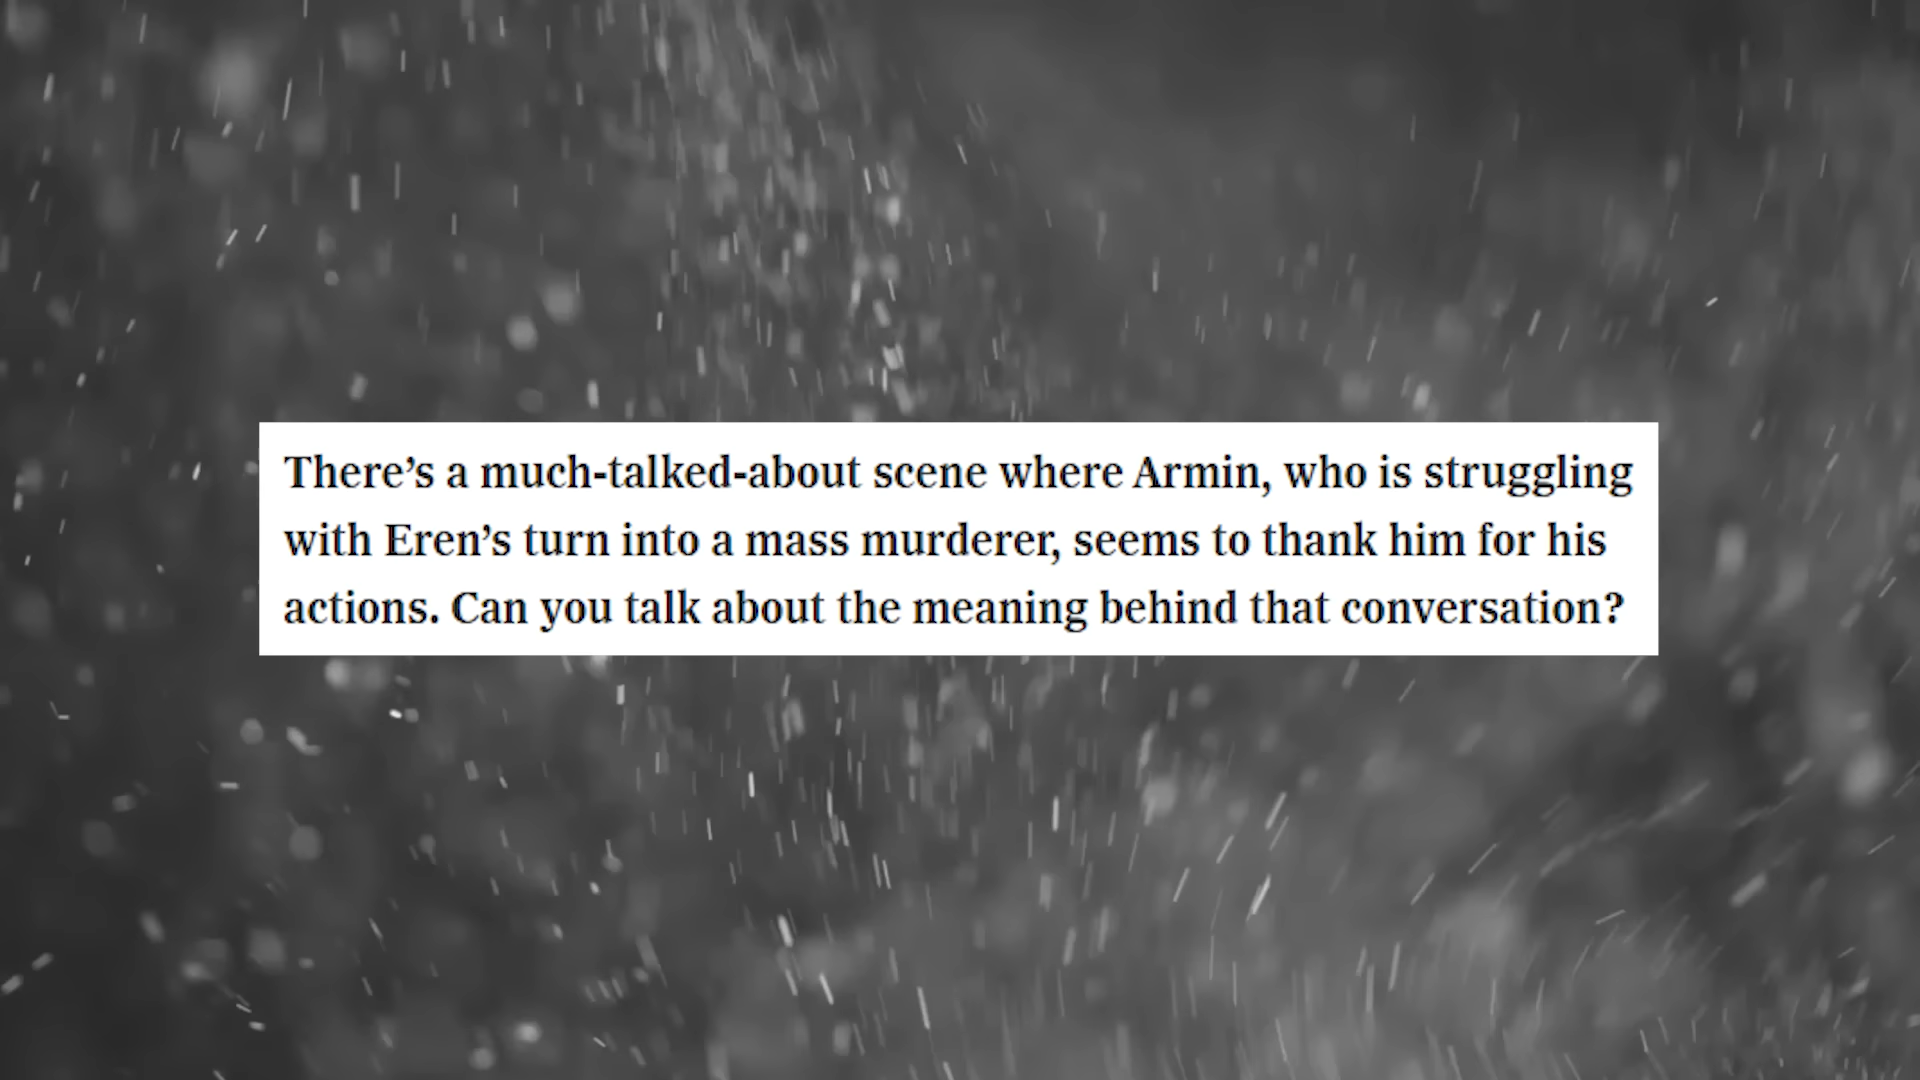 There’s a much-talked-about scene where Armin, who is struggling
with Eren’s turn into a mass murderer, seems to thank him for his
actions. Can you talk about the meaning behind that conversation?